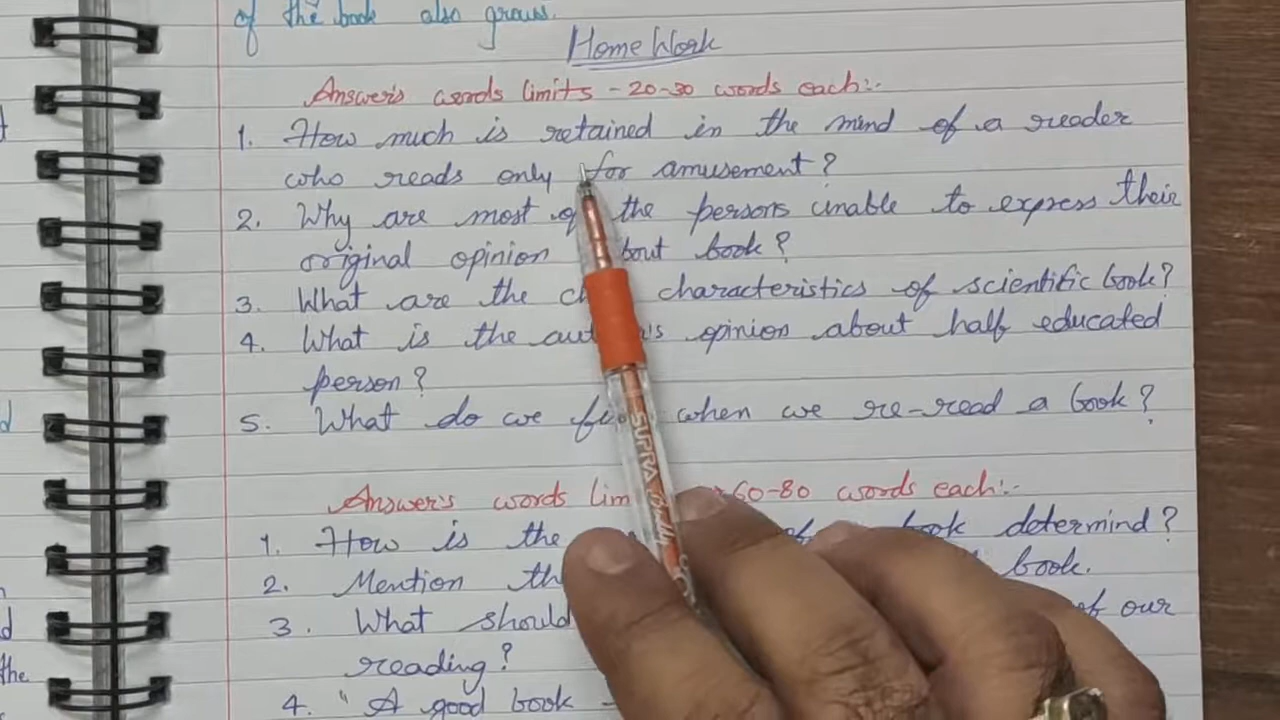 of the book also grows.
Home Work
Answer's words limits - 20-30 words each:-
1. How much is retained in the mind of a reader
who reads only for amusement?
2. Why are most of the persons unable to express their
original opinion bout book?
3. What are the characteristics of scientific book?
4. What is the opinion about half educated
person?
5. What do we when we re-read a book?
Answer's words 60-80 words each:-
1. How is the of book determind?
2. Mention book.
3. What should of our
reading?
4. "A good book
d
d
the
SUPRA